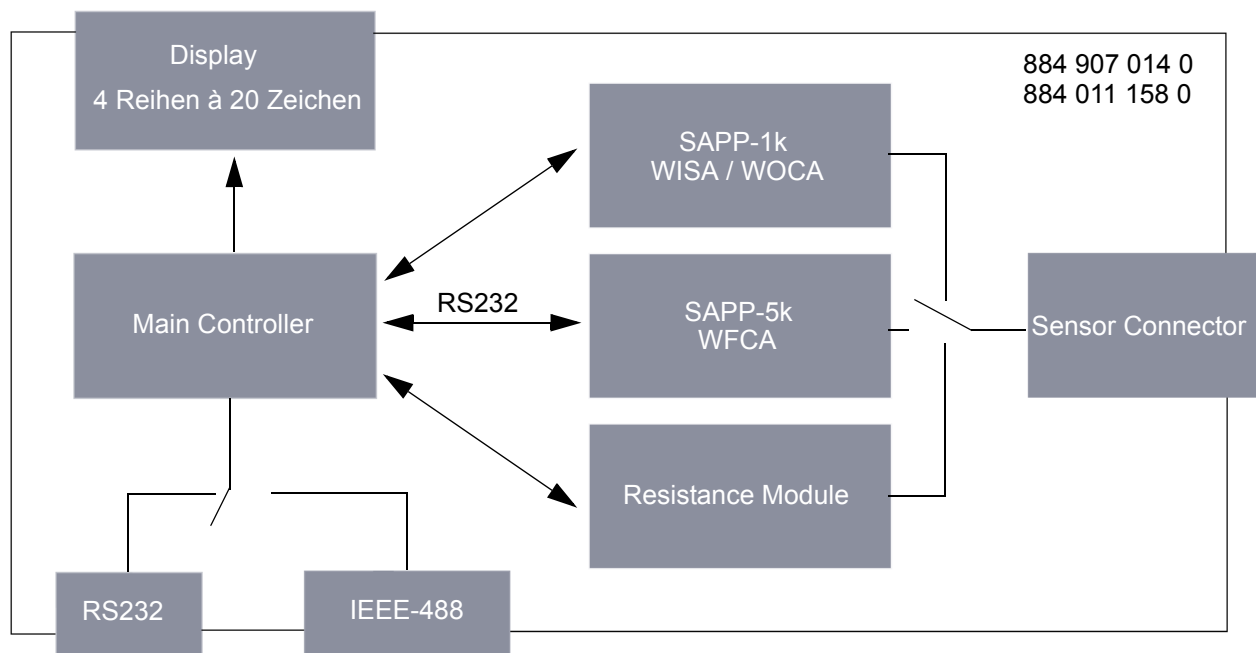 Display
4 Reihen à 20 Zeichen
884 907 014 0
884 011 158 0
SAPP-1k
WISA / WOCA
Main Controller
RS232
SAPP-5k
WFCA
Sensor Connector
Resistance Module
RS232
IEEE-488